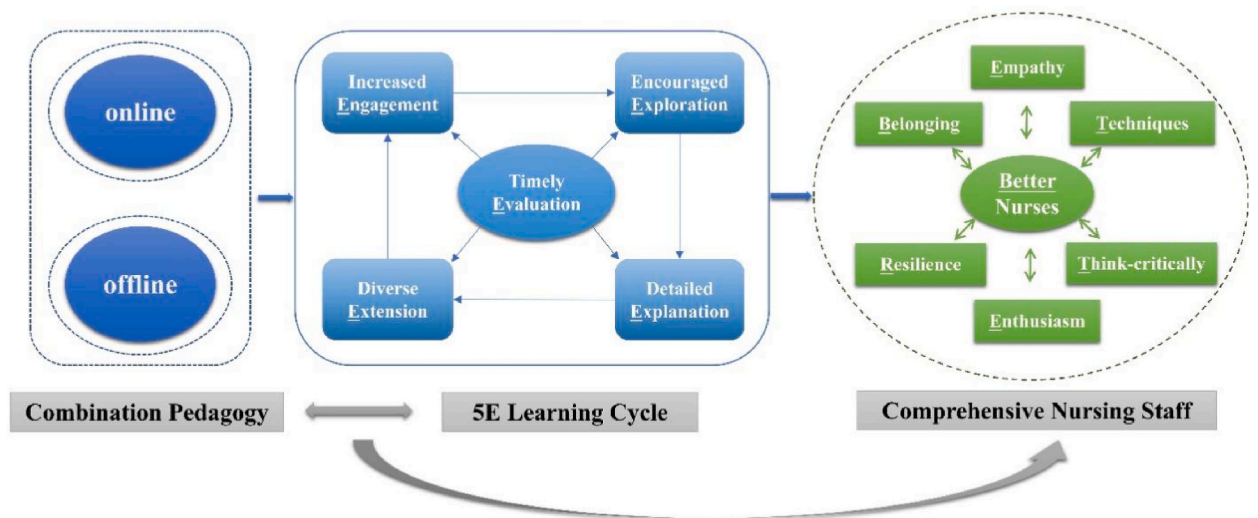 online
offline
Increased
Engagement
Encouraged
Exploration
Timely
Evaluation
Diverse
Extension
Detailed
Explanation
Empathy
Belonging
Techniques
Better
Nurses
Resilience
Think-critically
Enthusiasm
Combination Pedagogy
5E Learning Cycle
Comprehensive Nursing Staff